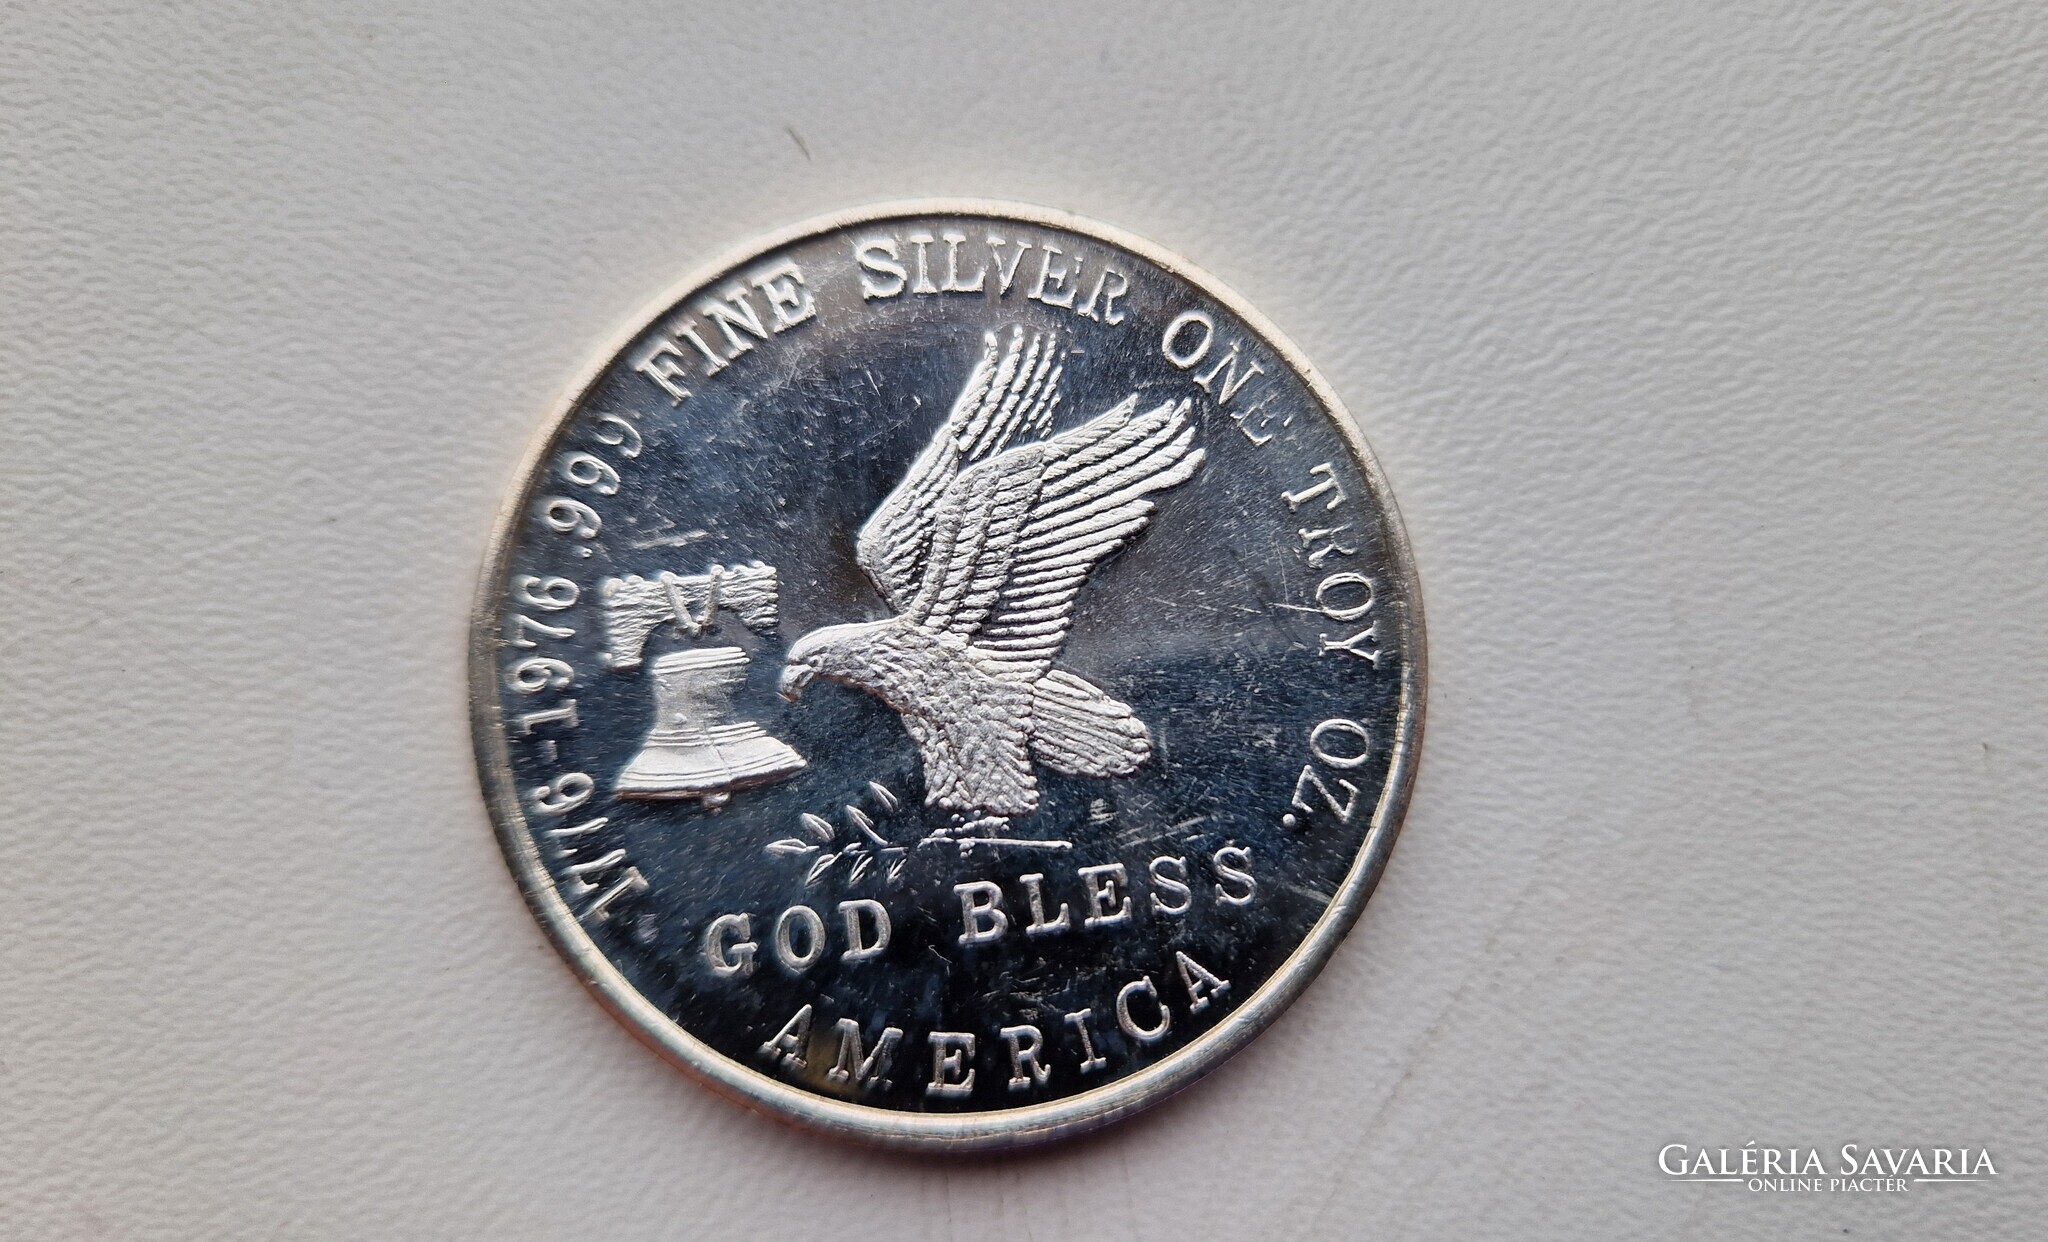 1776-1976 .999 FINE SILVER ONE TROY OZ.
GOD BLESS
AMERICA
GALÉRIA SAVARIA
ONLINE PIACTÉR